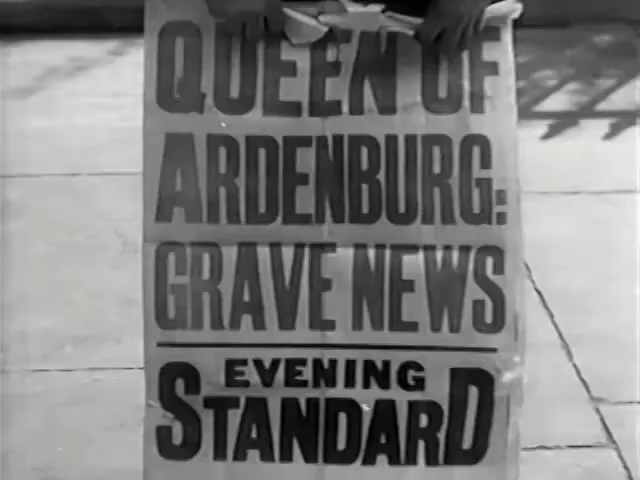 QUEEN OF
ARDENBURG:
GRAVE NEWS
EVENING
STANDARD